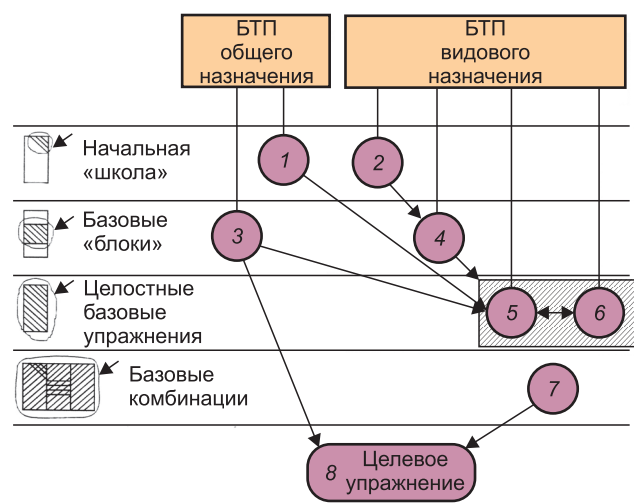 БТП
общего
назначения
БТП
видового
назначения
Начальная
«школа»
1
2
Базовые
«блоки»
3
4
Целостные
базовые
упражнения
5
6
Базовые
комбинации
7
8 Целевое
упражнение